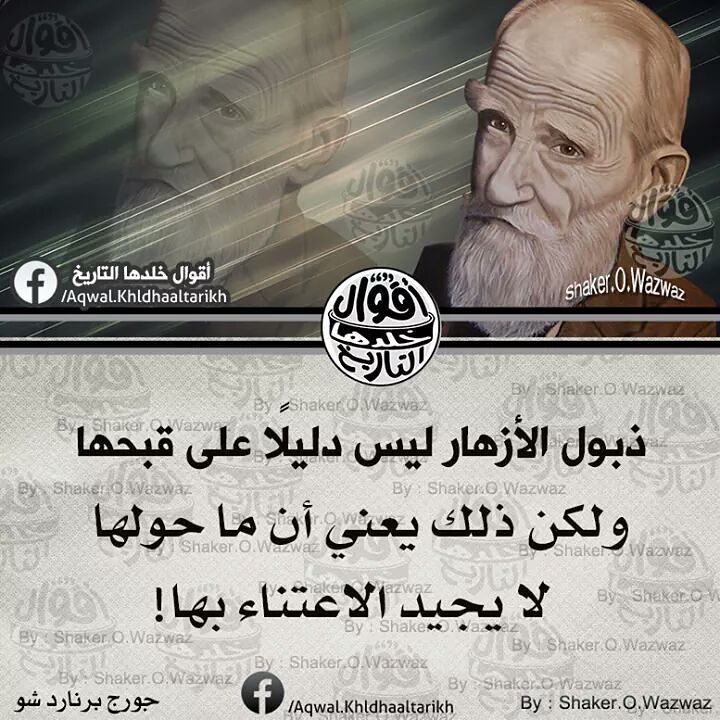 أقوال خلدها التاريخ
/Aqwal.Khldhaaltarikh
Shaker.O.Wazwaz
أقوال
خلدها
التاريخ
ذبول الأزهار ليس دليلاً على قبحها
ولكن ذلك يعني أن ما حولها
لا يجيد الاعتناء بها!
جورج برنارد شو
/Aqwal.Khldhaaltarikh
By : Shaker.O.Wazwaz